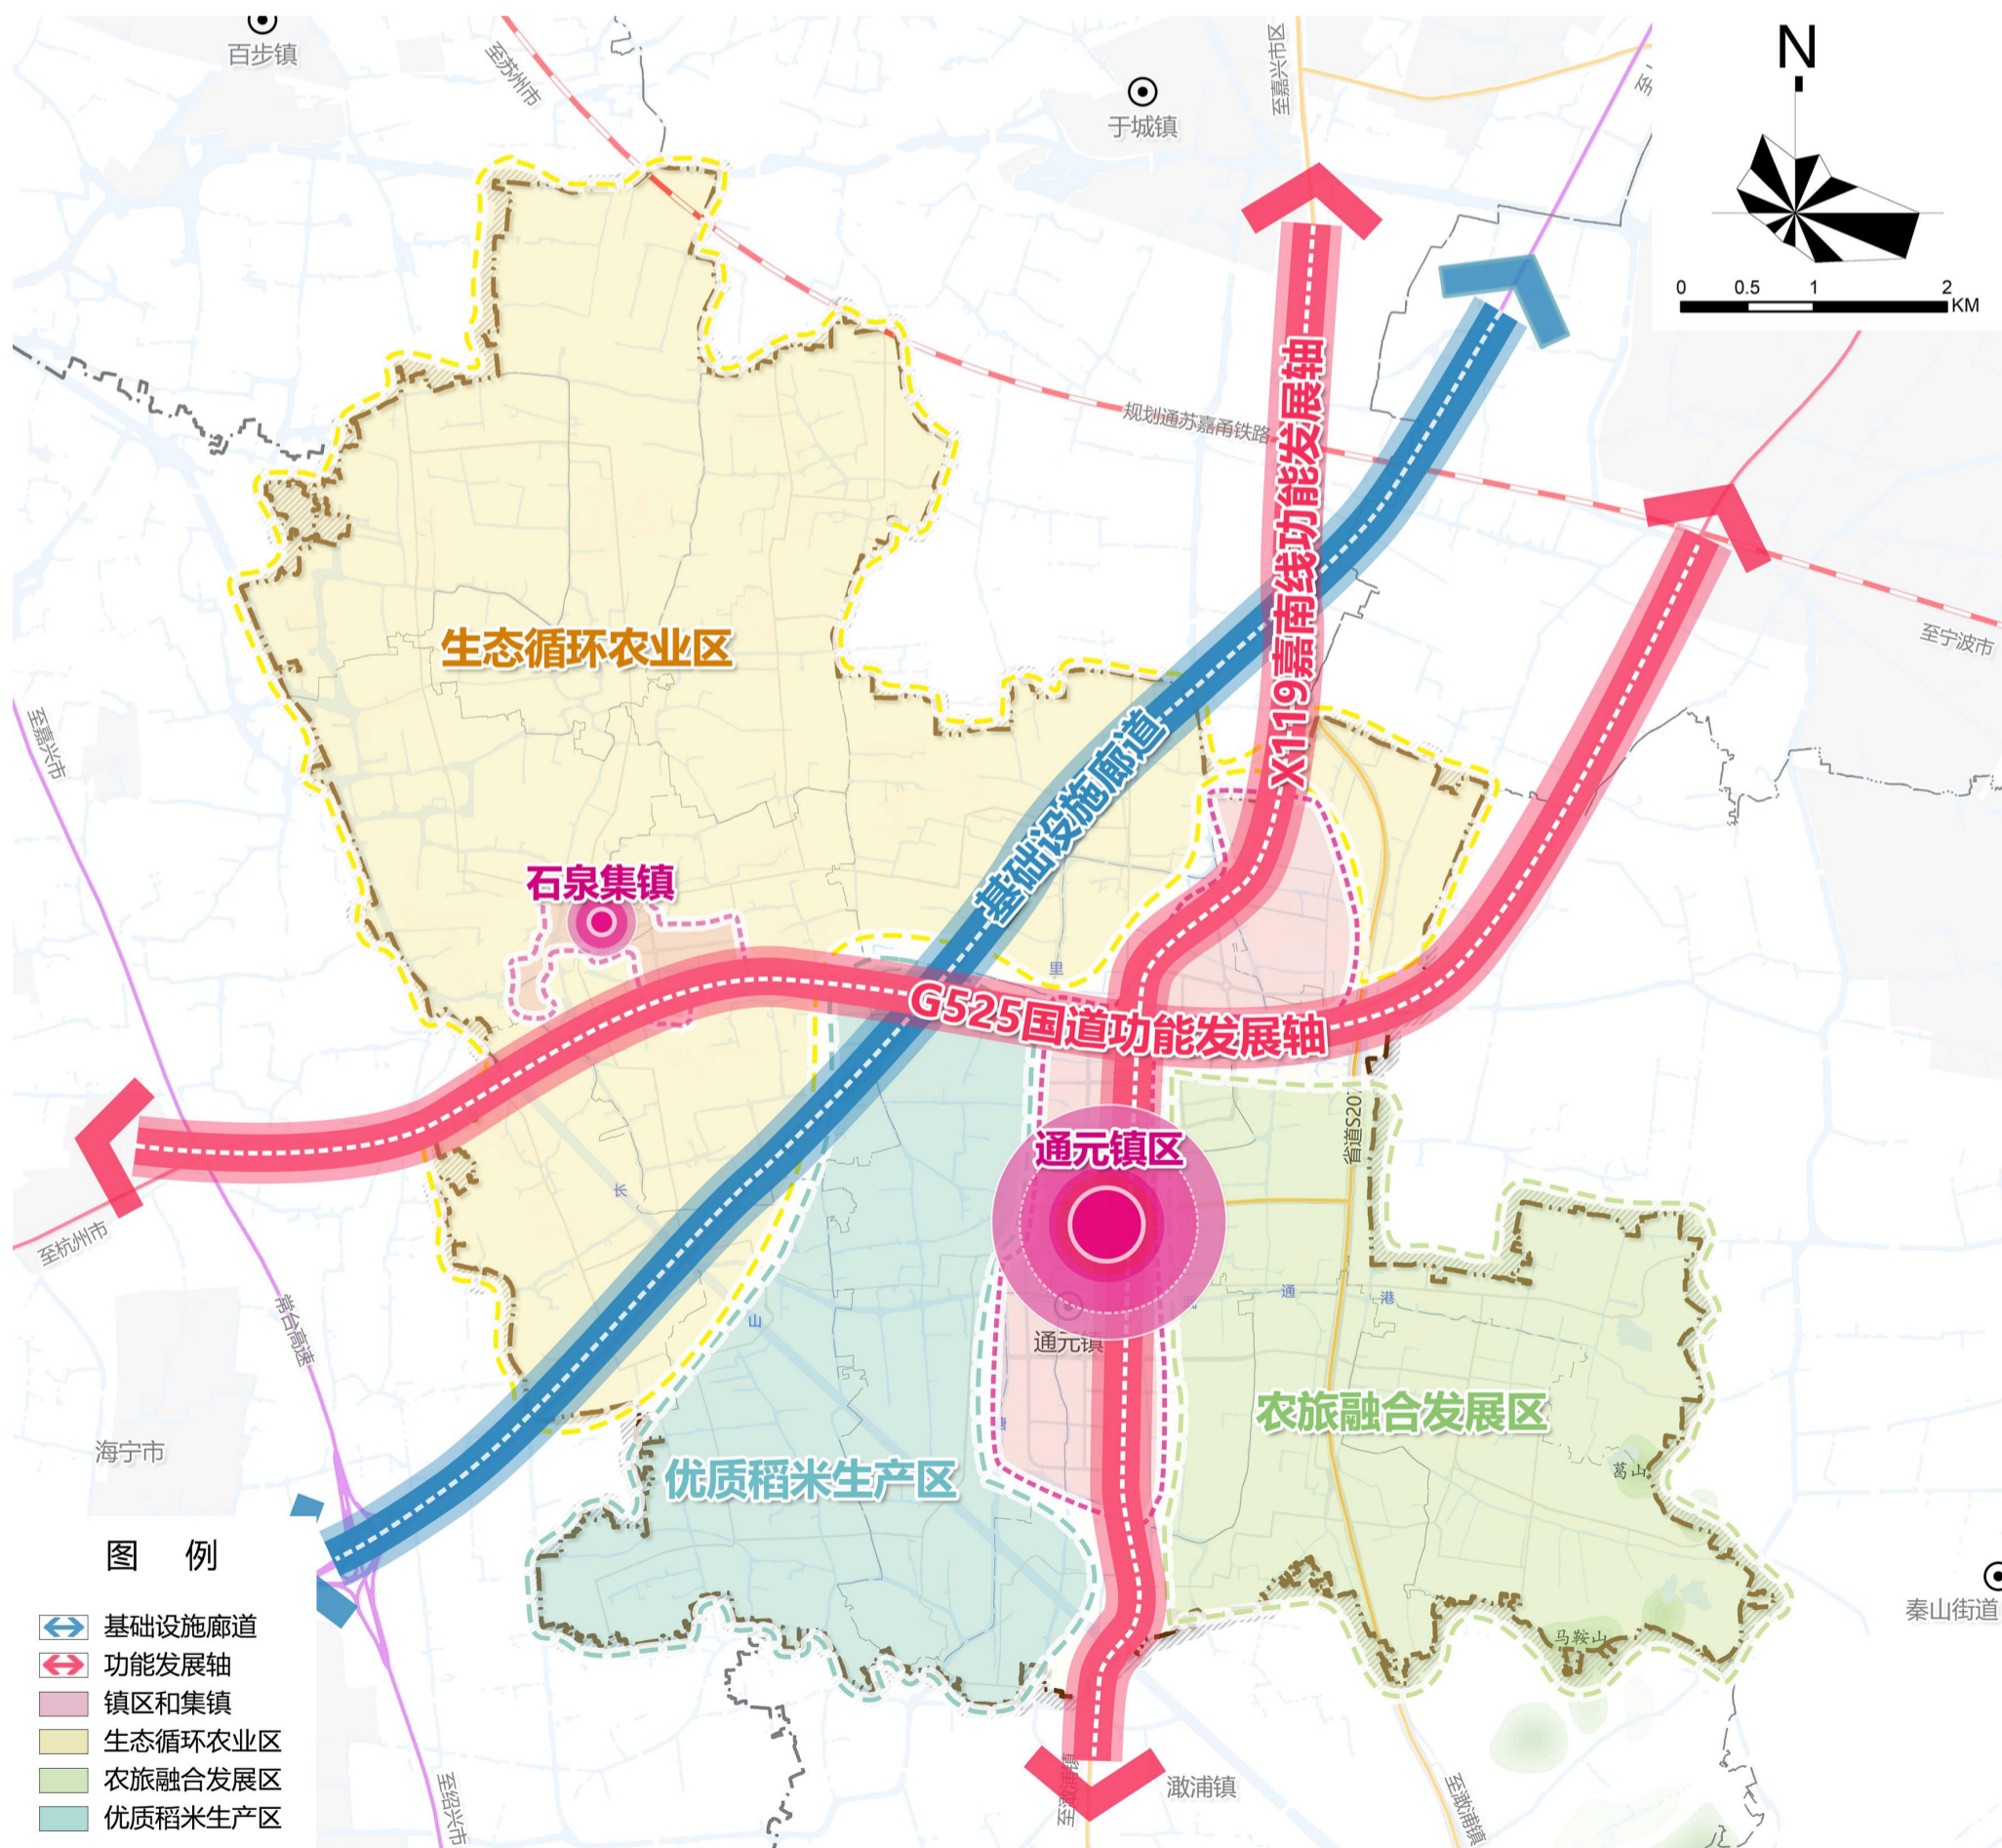 百步镇
至苏州市
于城镇
至嘉兴市区
N
0 0.5 1 2
KM
规划通苏嘉甬铁路
至宁波市
X119嘉南线功能发展轴
生态循环农业区
至嘉兴市
基础设施廊道
石泉集镇
里
G525国道功能发展轴
通元镇区
省道S207
长
至杭州市
山
通
港
通元镇
常台高速
海宁市
农旅融合发展区
塘
优质稻米生产区
葛山
马鞍山
秦山街道
澉浦镇
至澉浦镇
至澉浦镇
至绍兴市
图 例
基础设施廊道
功能发展轴
镇区和集镇
生态循环农业区
农旅融合发展区
优质稻米生产区